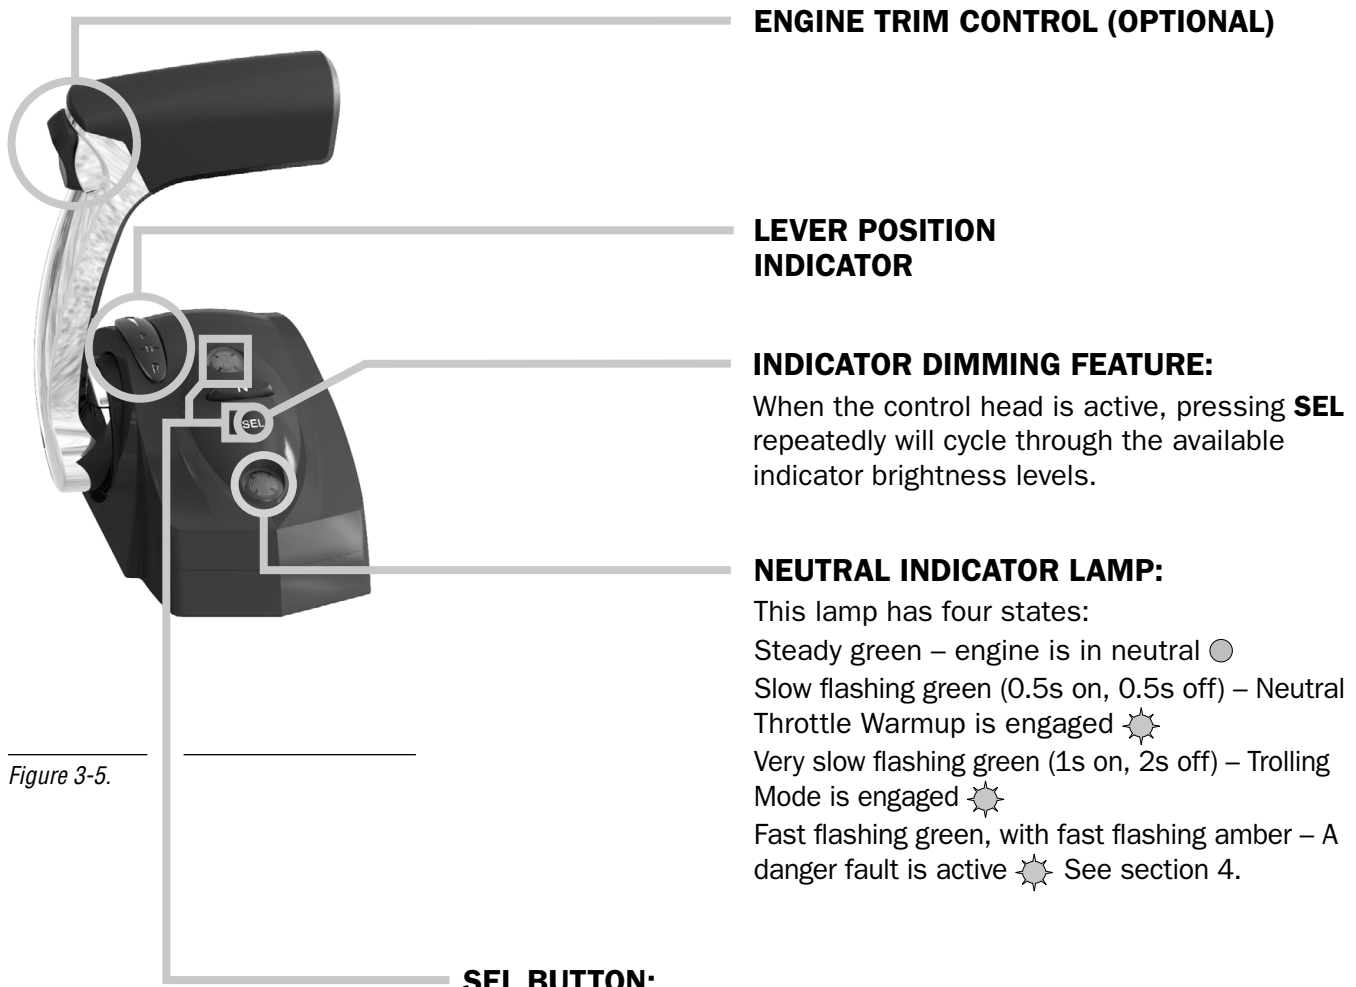 ENGINE TRIM CONTROL (OPTIONAL)
LEVER POSITION
INDICATOR
F
N
R
N
SEL
INDICATOR DIMMING FEATURE:
When the control head is active, pressing SEL
repeatedly will cycle through the available
indicator brightness levels.
NEUTRAL INDICATOR LAMP:
This lamp has four states:
Steady green – engine is in neutral
Slow flashing green (0.5s on, 0.5s off) – Neutral
Throttle Warmup is engaged
Very slow flashing green (1s on, 2s off) – Trolling
Mode is engaged
Fast flashing green, with fast flashing amber – A
danger fault is active See section 4.
Figure 3-5.
SEL BUTTON: